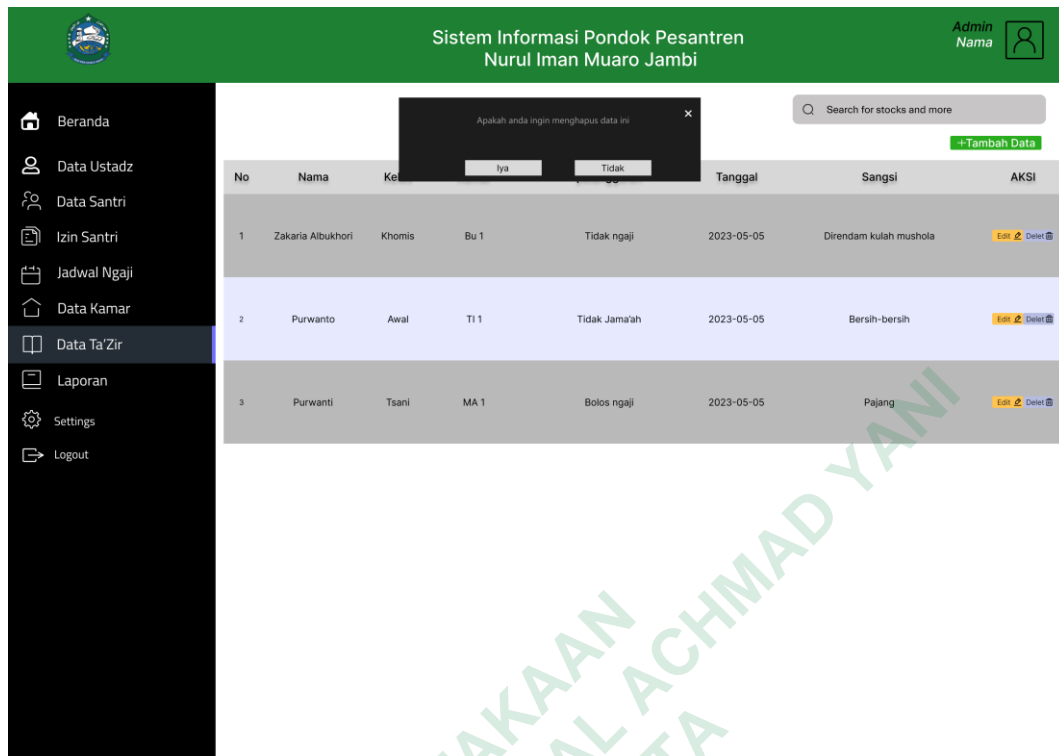 Sistem Informasi Pondok Pesantren
Nurul Iman Muaro Jambi
Admin
Nama
Beranda
Data Ustadz
Data Santri
Izin Santri
Jadwal Ngaji
Data Kamar
Data Ta'Zir
Laporan
Settings
Logout
Apakah anda ingin menghapus data ini
Iya Tidak
Search for stocks and more
+Tambah Data
No Nama Tanggal Sangsi AKSI
1 Zakaria Albukhori Khomis Bu 1 Tidak ngaji 2023-05-05 Direndam kulah mushola Edit Delet
2 Purwanto Awal TI 1 Tidak Jama'ah 2023-05-05 Bersih-bersih Edit Delet
3 Purwanti Tsani MA 1 Bolos ngaji 2023-05-05 Pajang Edit Delet
ACHMAD YANI